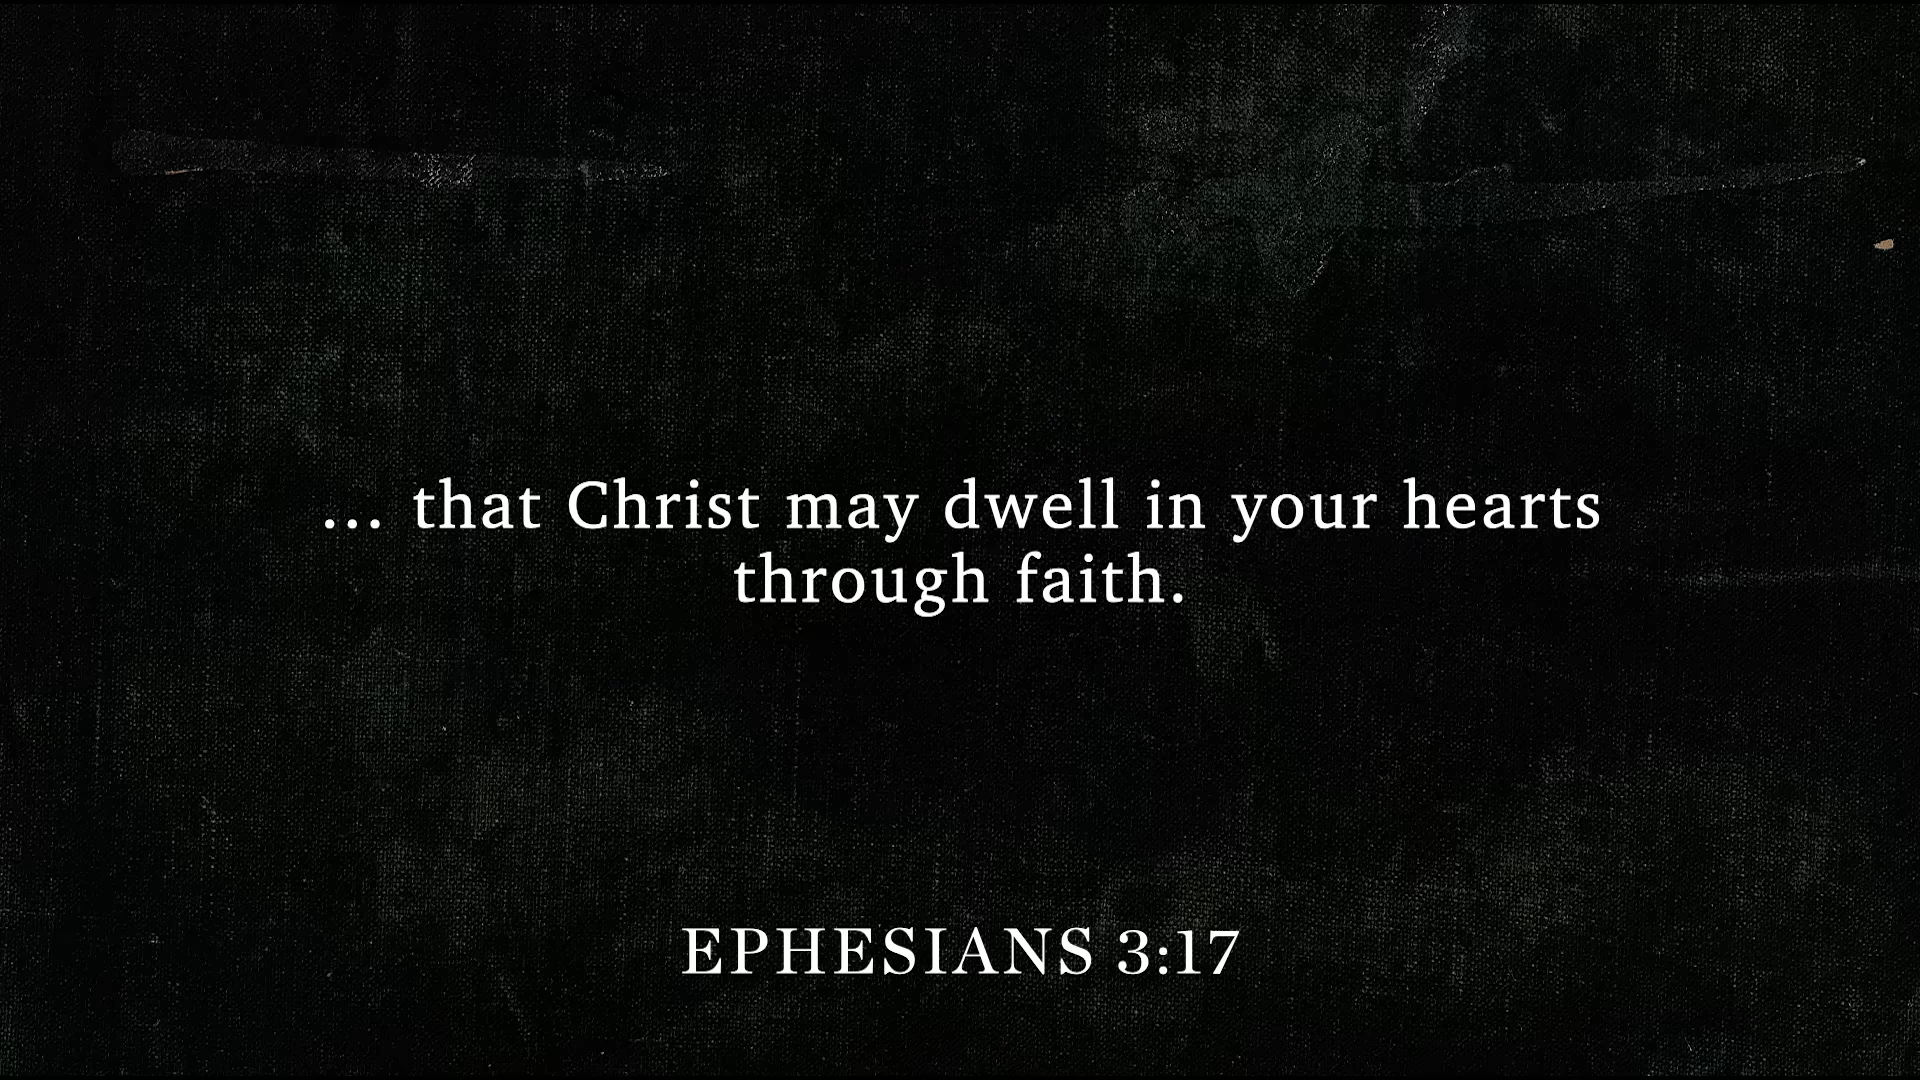 ... that Christ may dwell in your hearts
through faith.
EPHESIANS 3:17